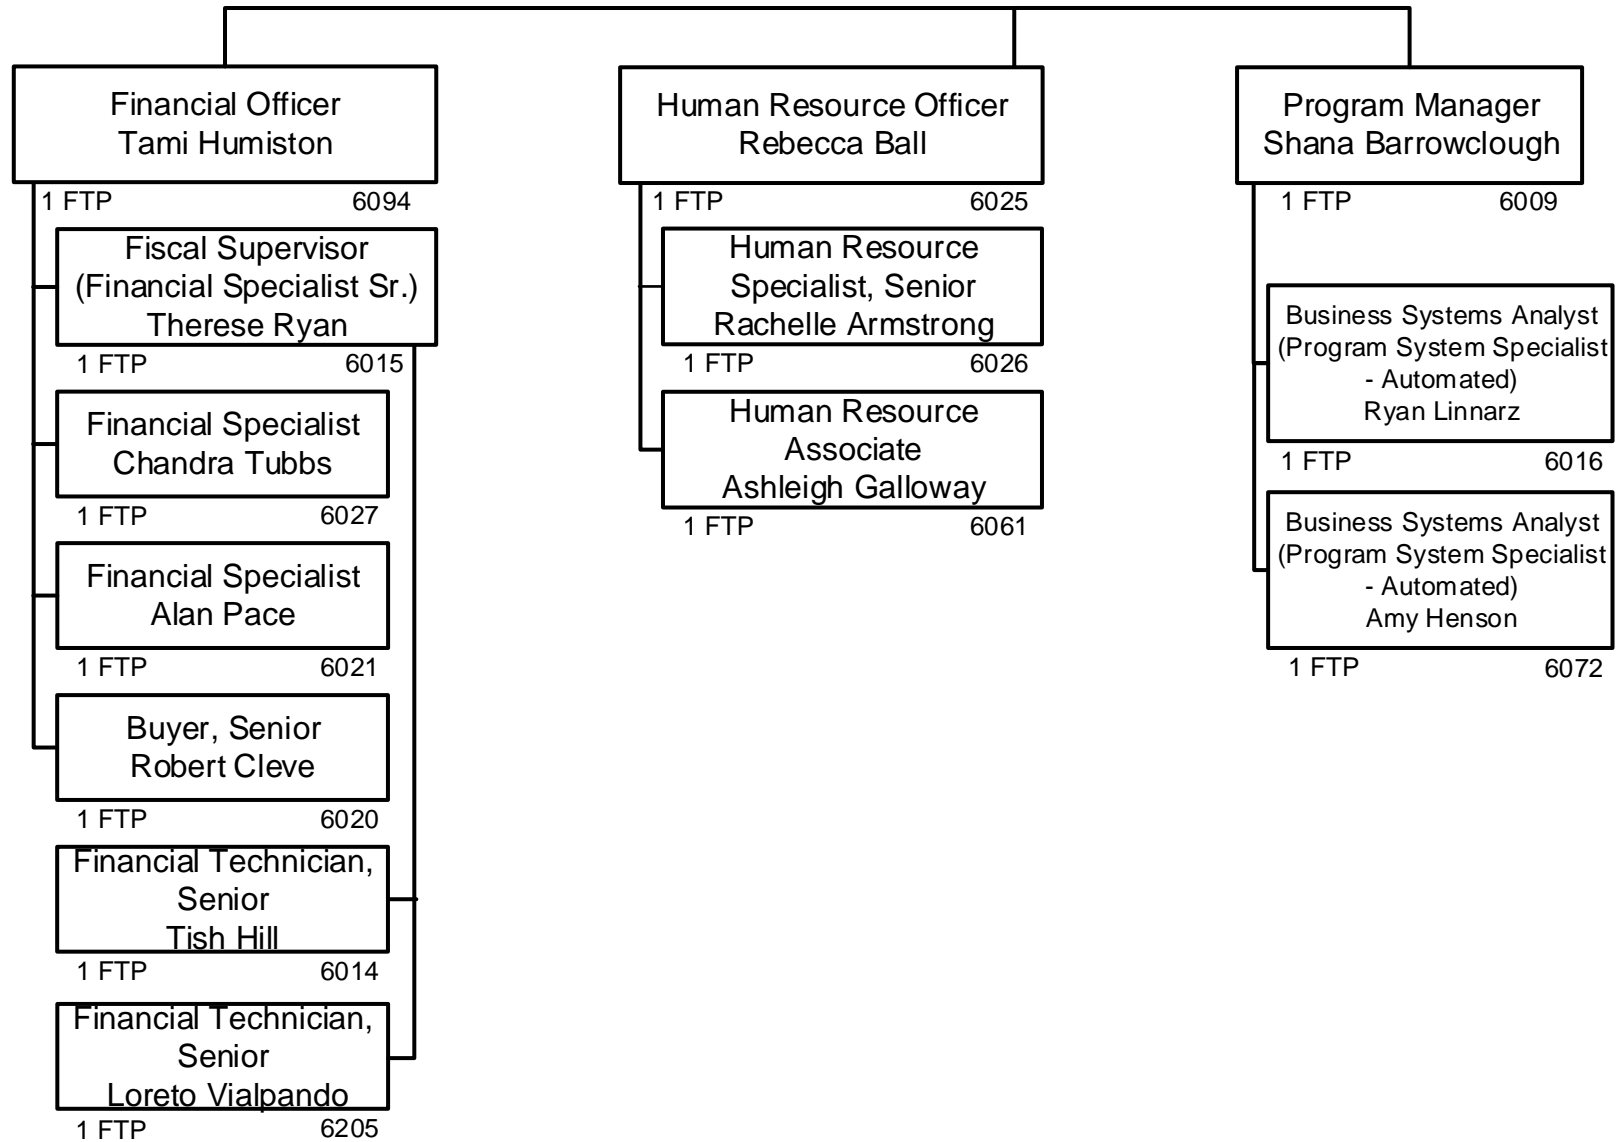 Financial Officer
Tami Humiston
1 FTP 6094
Fiscal Supervisor
(Financial Specialist Sr.)
Therese Ryan
1 FTP 6015
Financial Specialist
Chandra Tubbs
1 FTP 6027
Financial Specialist
Alan Pace
1 FTP 6021
Buyer, Senior
Robert Cleve
1 FTP 6020
Financial Technician,
Senior
Tish Hill
1 FTP 6014
Financial Technician,
Senior
Loreto Vialpando
1 FTP 6205
Human Resource Officer
Rebecca Ball
1 FTP 6025
Human Resource
Specialist, Senior
Rachelle Armstrong
1 FTP 6026
Human Resource
Associate
Ashleigh Galloway
1 FTP 6061
Program Manager
Shana Barrowclough
1 FTP 6009
Business Systems Analyst
(Program System Specialist
- Automated)
Ryan Linnarz
1 FTP 6016
Business Systems Analyst
(Program System Specialist
- Automated)
Amy Henson
1 FTP 6072